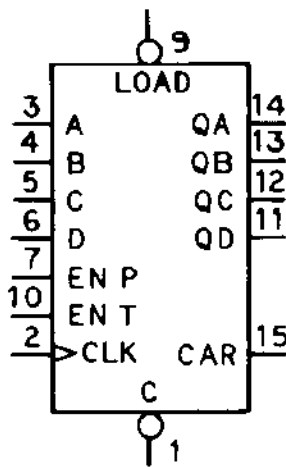 9
LOAD
3 A QA 14
4 B QB 13
5 C QC 12
6 D QD 11
7 EN P
10 EN T
2 CLK CAR 15
C
1